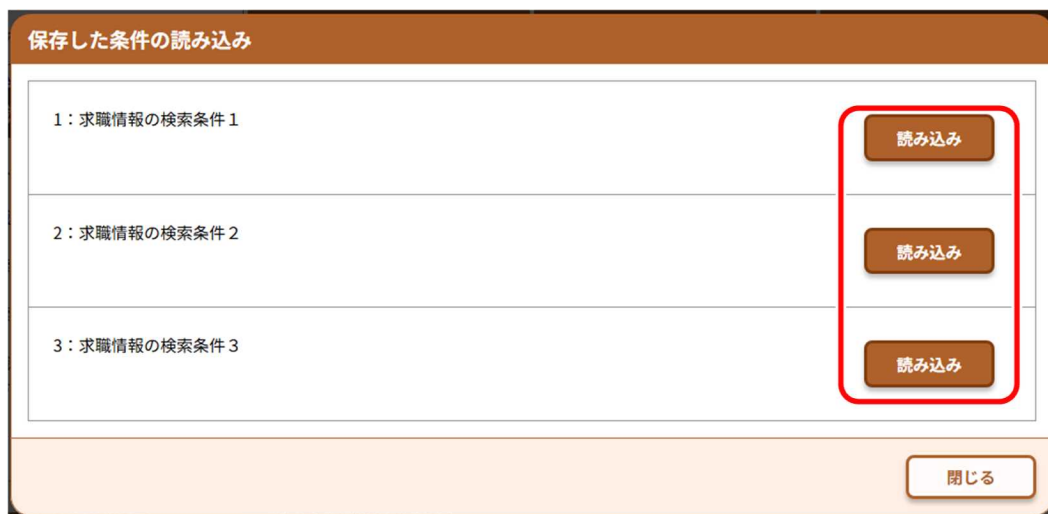 保存した条件の読み込み
1：求職情報の検索条件１
読み込み
2：求職情報の検索条件２
読み込み
3：求職情報の検索条件３
読み込み
閉じる